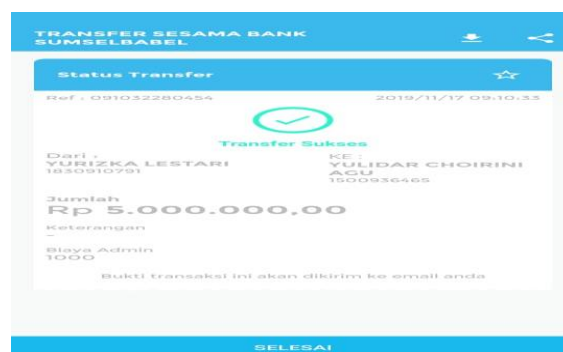 TRANSFER SESAMA BANK
SUMSELBABEL
Status Transfer
Ref : 091032280454 2019/11/17 09:10:33
Transfer Sukses
Dari :
YURIZKA LESTARI
1830910791
KE :
YULIDAR CHOIRINI
AGU
1500936465
Jumlah
Rp 5.000.000,00
Keterangan
-
Biaya Admin
1000
Bukti transaksi ini akan dikirim ke email anda
SELESAI